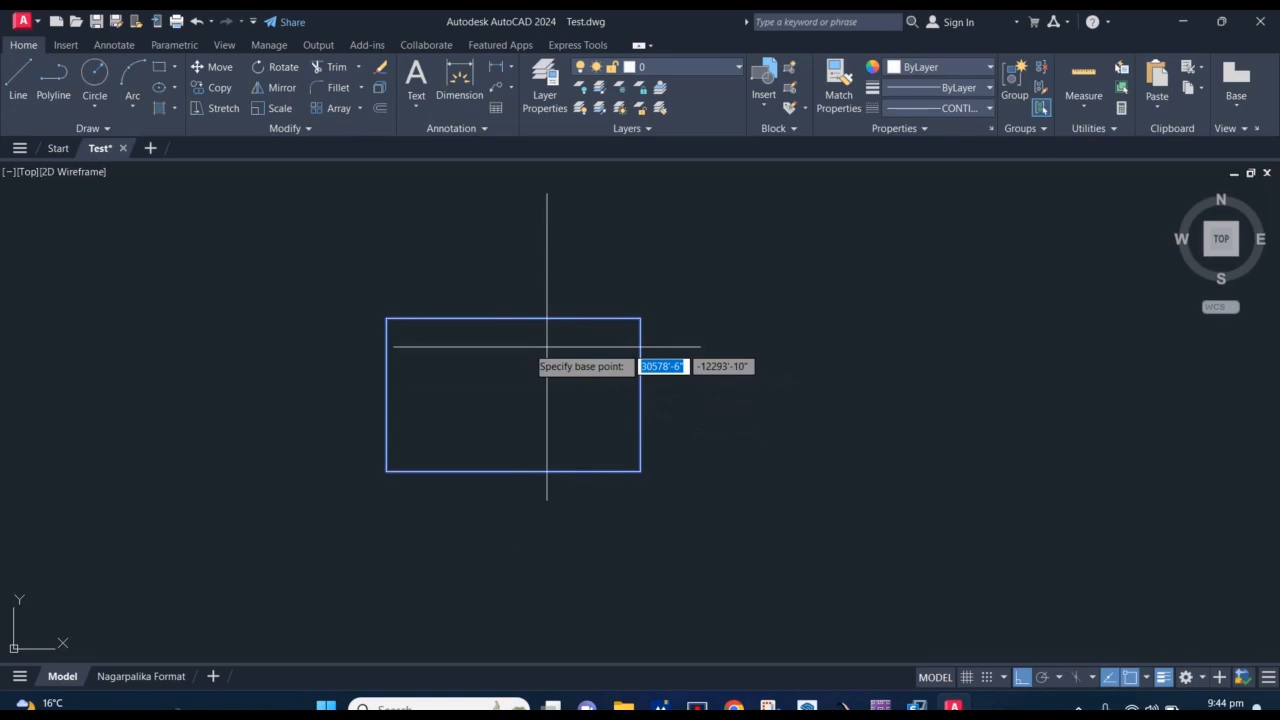 A Share Autodesk AutoCAD 2024 Test.dwg Type a keyword or phrase Sign In
Home Insert Annotate Parametric View Manage Output Add-ins Collaborate Featured Apps Express Tools
Move Rotate Trim 0 ByLayer
Copy Mirror Fillet ByLayer
Line Polyline Circle Arc Text Dimension Layer Properties Insert Match Properties Group Measure Paste Base
Stretch Scale Array CONTI...
Draw Modify Annotation Layers Block Properties Groups Utilities Clipboard View
Start Test*
[−][Top][2D Wireframe]
N
W TOP E
S
WCS
Specify base point: 30578'-6" -12293'-10"
Y
X
Model Nagarpalika Format MODEL
16°C Search 9:44 pm